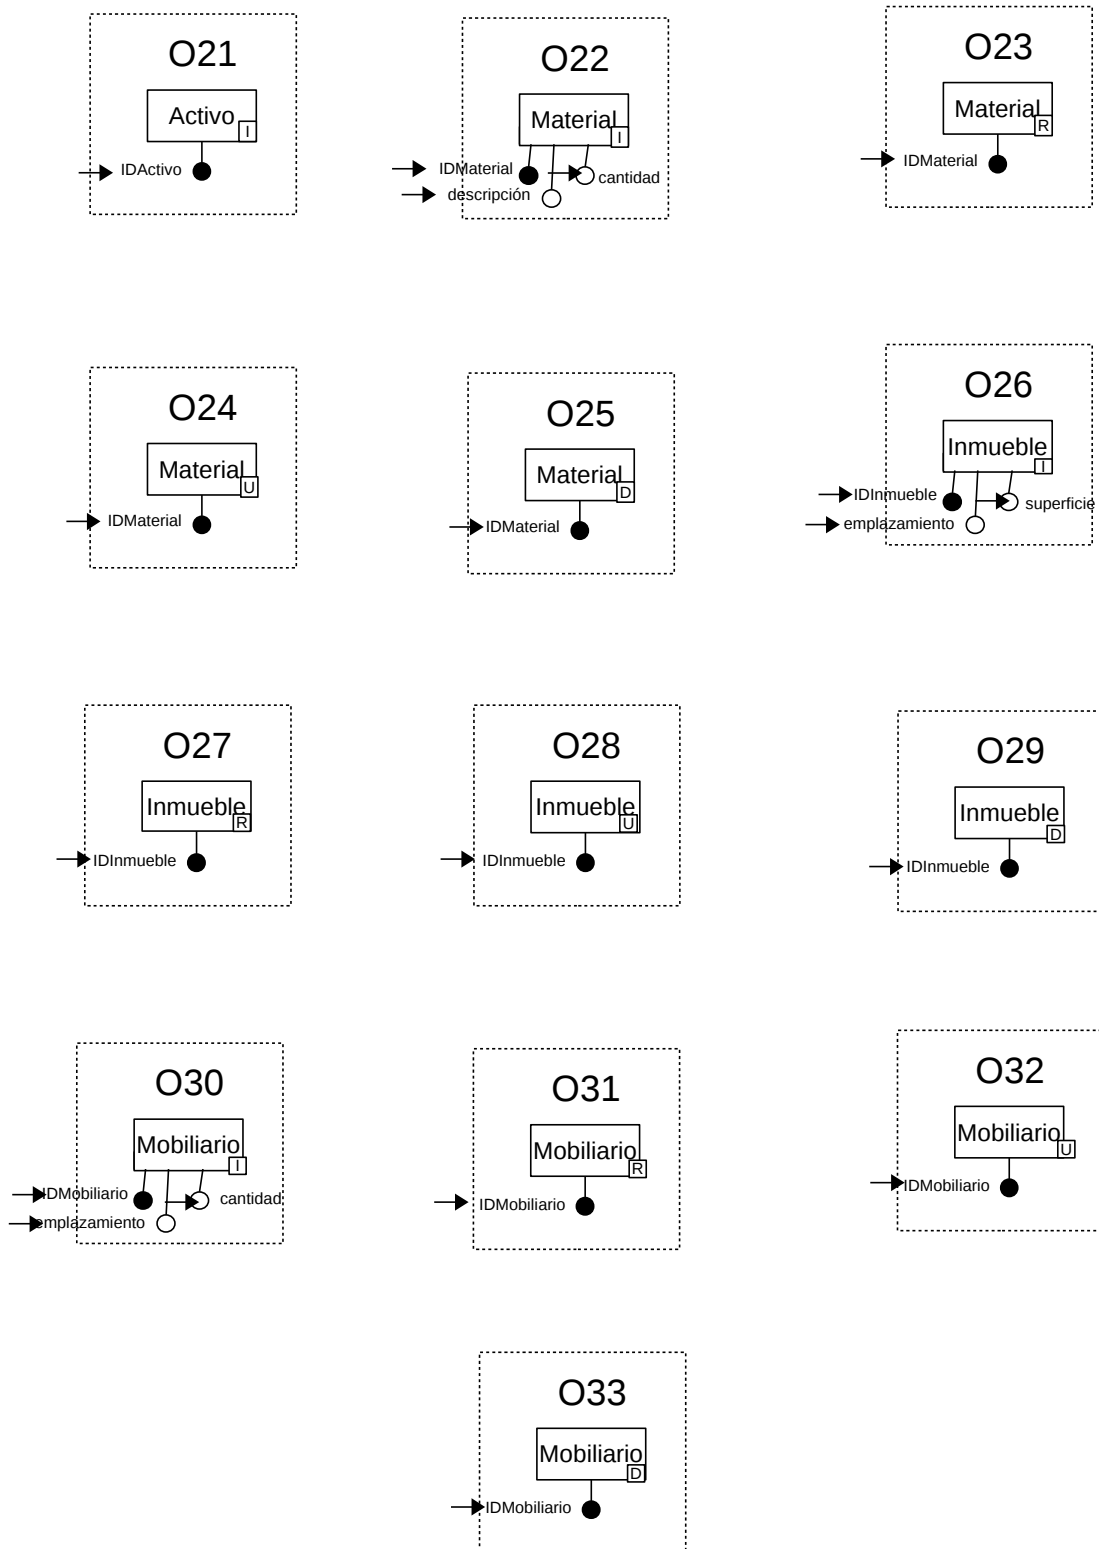 O21
Activo
I
IDActivo
O22
Material
I
IDMaterial
cantidad
descripción
O23
Material
R
IDMaterial
O24
Material
U
IDMaterial
O25
Material
D
IDMaterial
O26
Inmueble
I
IDInmueble
superficie
emplazamiento
O27
Inmueble
R
IDInmueble
O28
Inmueble
U
IDInmueble
O29
Inmueble
D
IDInmueble
O30
Mobiliario
I
IDMobiliario
cantidad
emplazamiento
O31
Mobiliario
R
IDMobiliario
O32
Mobiliario
U
IDMobiliario
O33
Mobiliario
D
IDMobiliario